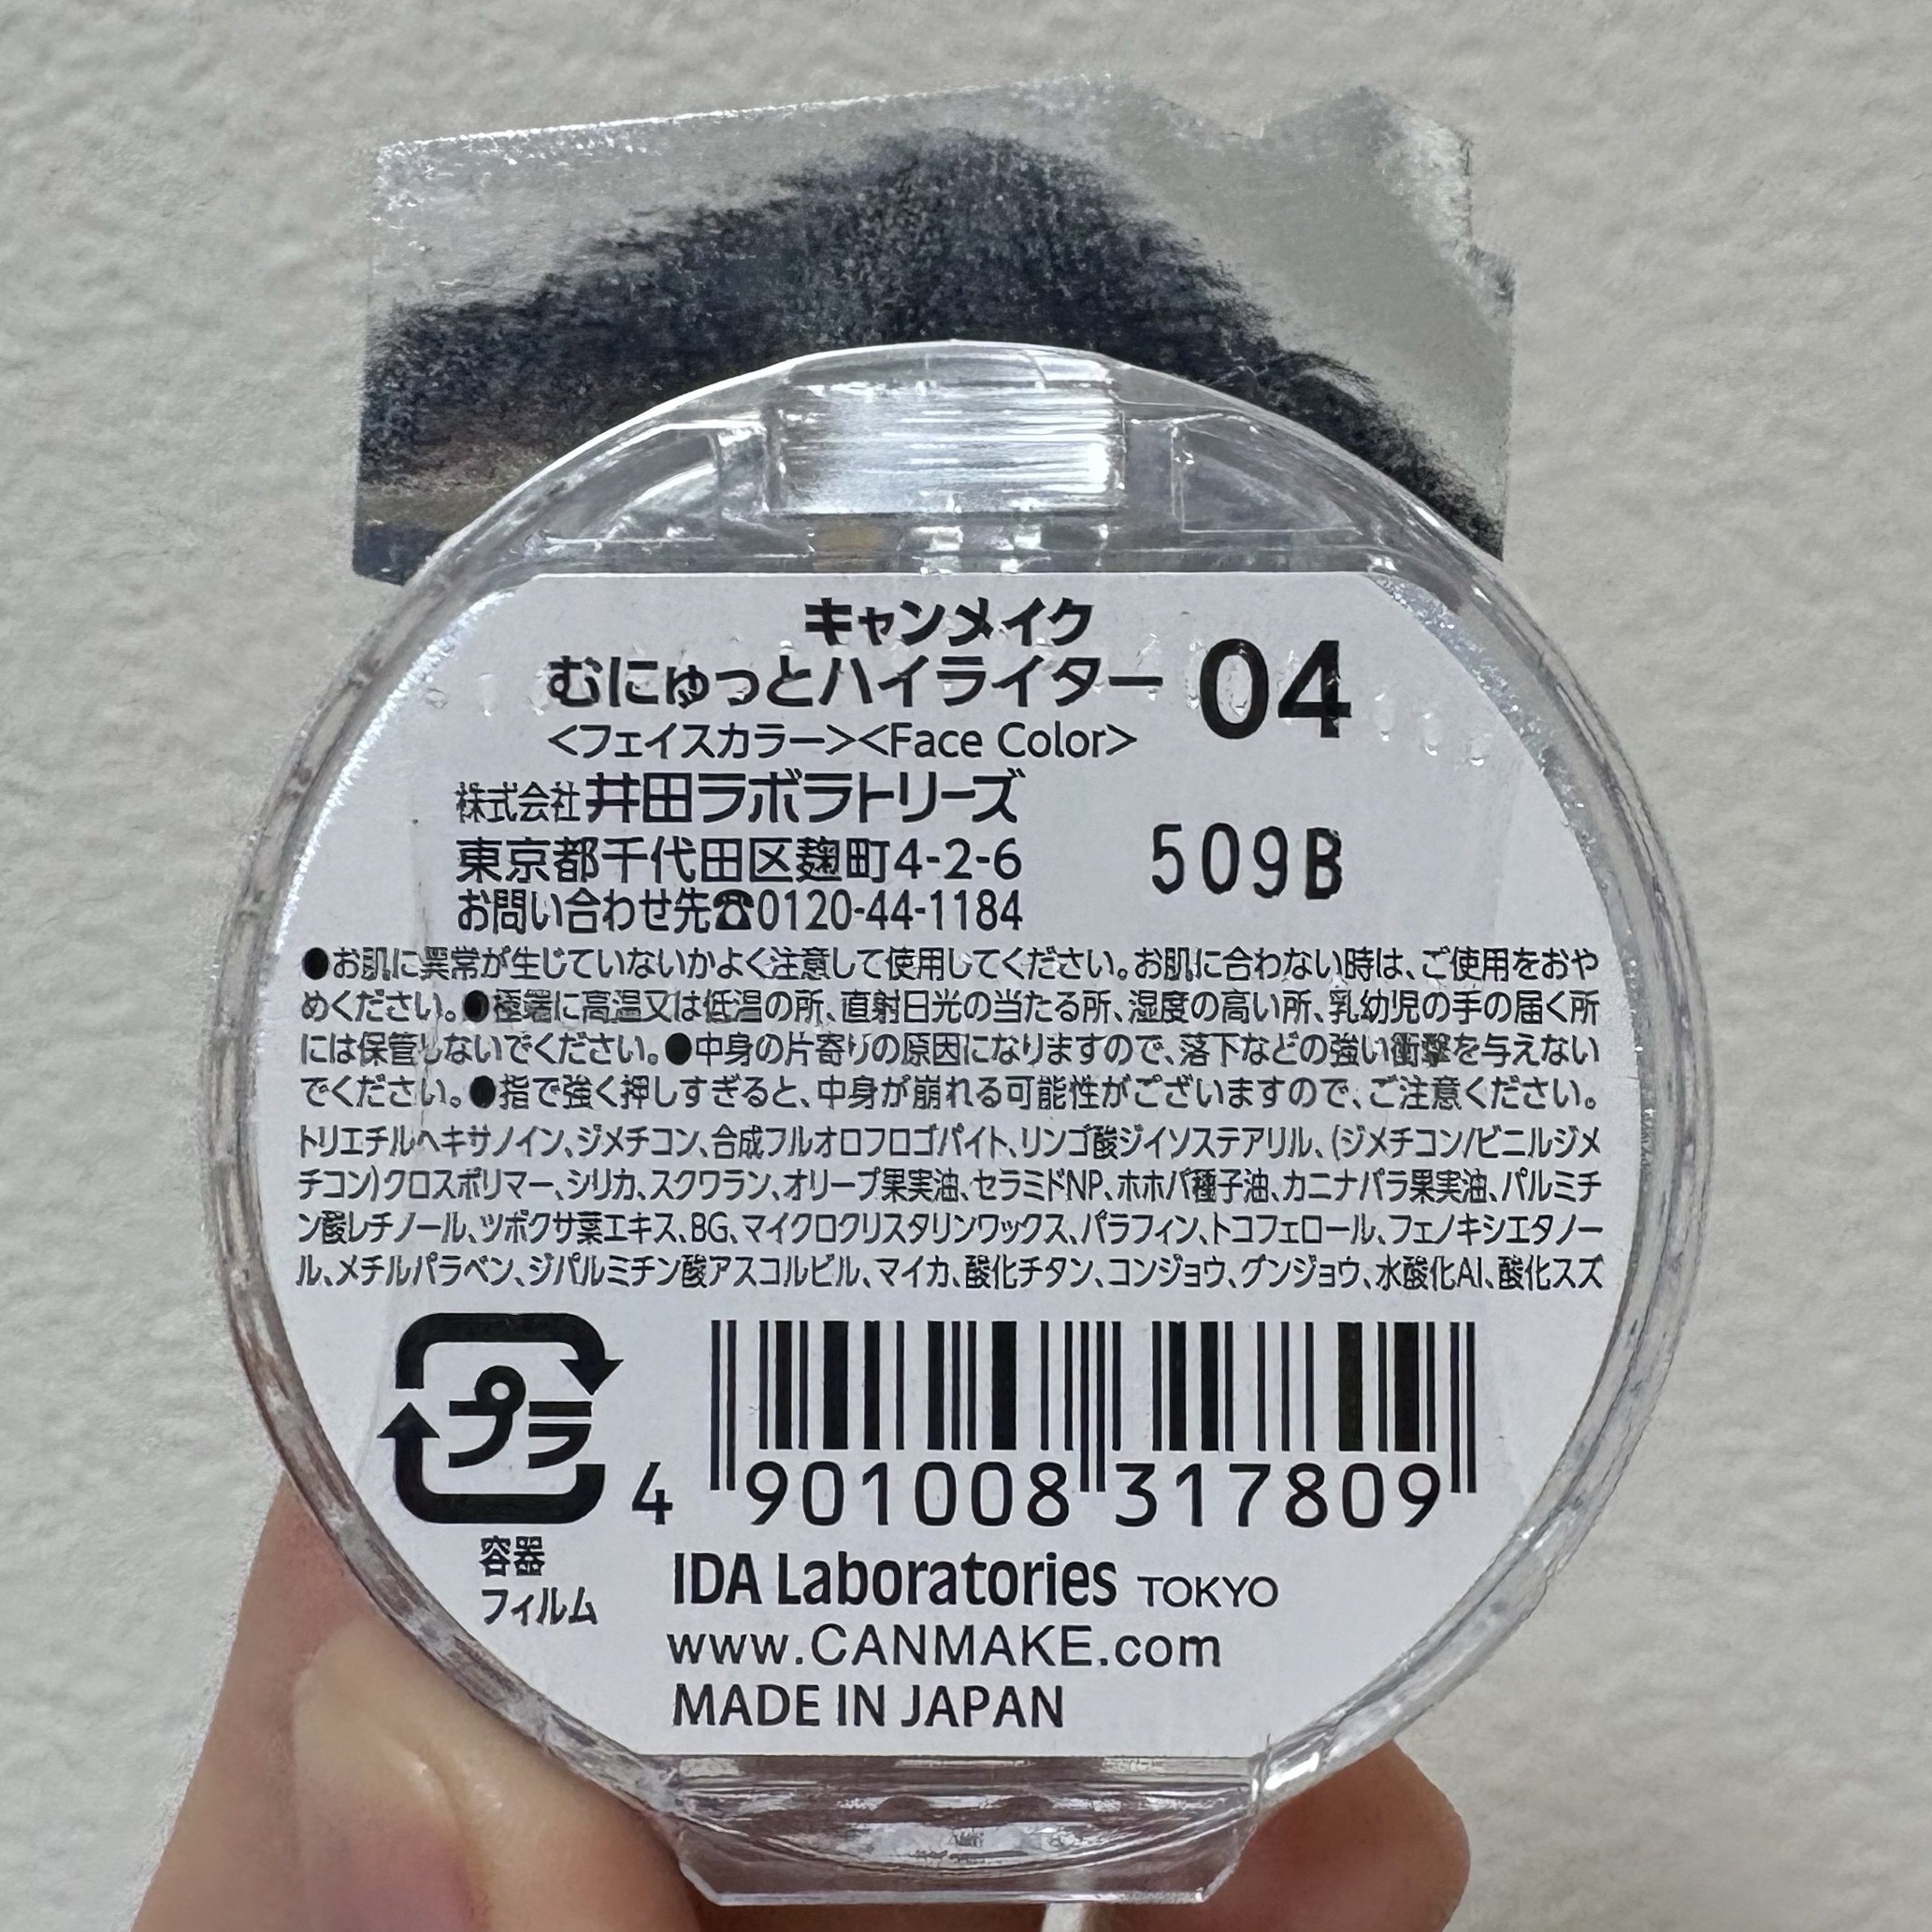 キャンメイク
むにゅっとハイライター 04
<フェイスカラー><Face Color>
株式会社井田ラボラトリーズ
東京都千代田区麹町4-2-6
509B
お問い合わせ先☎0120-44-1184
●お肌に異常が生じていないかよく注意して使用してください。お肌に合わない時は、ご使用をおや
めください。●極端に高温又は低温の所、直射日光の当たる所、湿度の高い所、乳幼児の手の届く所
には保管しないでください。●中身の片寄りの原因になりますので、落下などの強い衝撃を与えない
でください。●指で強く押しすぎると、中身が崩れる可能性がございますので、ご注意ください。
トリエチルヘキサノイン、ジメチコン、合成フルオロフロゴパイト、リンゴ酸ジイソステアリル、(ジメチコン/ビニルジメ
チコン)クロスポリマー、シリカ、スクワラン、オリーブ果実油、セラミドNP、ホホバ種子油、カニナバラ果実油、パルミチ
ン酸レチノール、ツボクサ葉エキス、BG、マイクロクリスタリンワックス、パラフィン、トコフェロール、フェノキシエタノー
ル、メチルパラベン、ジパルミチン酸アスコルビル、マイカ、酸化チタン、コンジョウ、グンジョウ、水酸化Al、酸化スズ
プラ
容器
フィルム
4 901008 317809
IDA Laboratories TOKYO
www.CANMAKE.com
MADE IN JAPAN